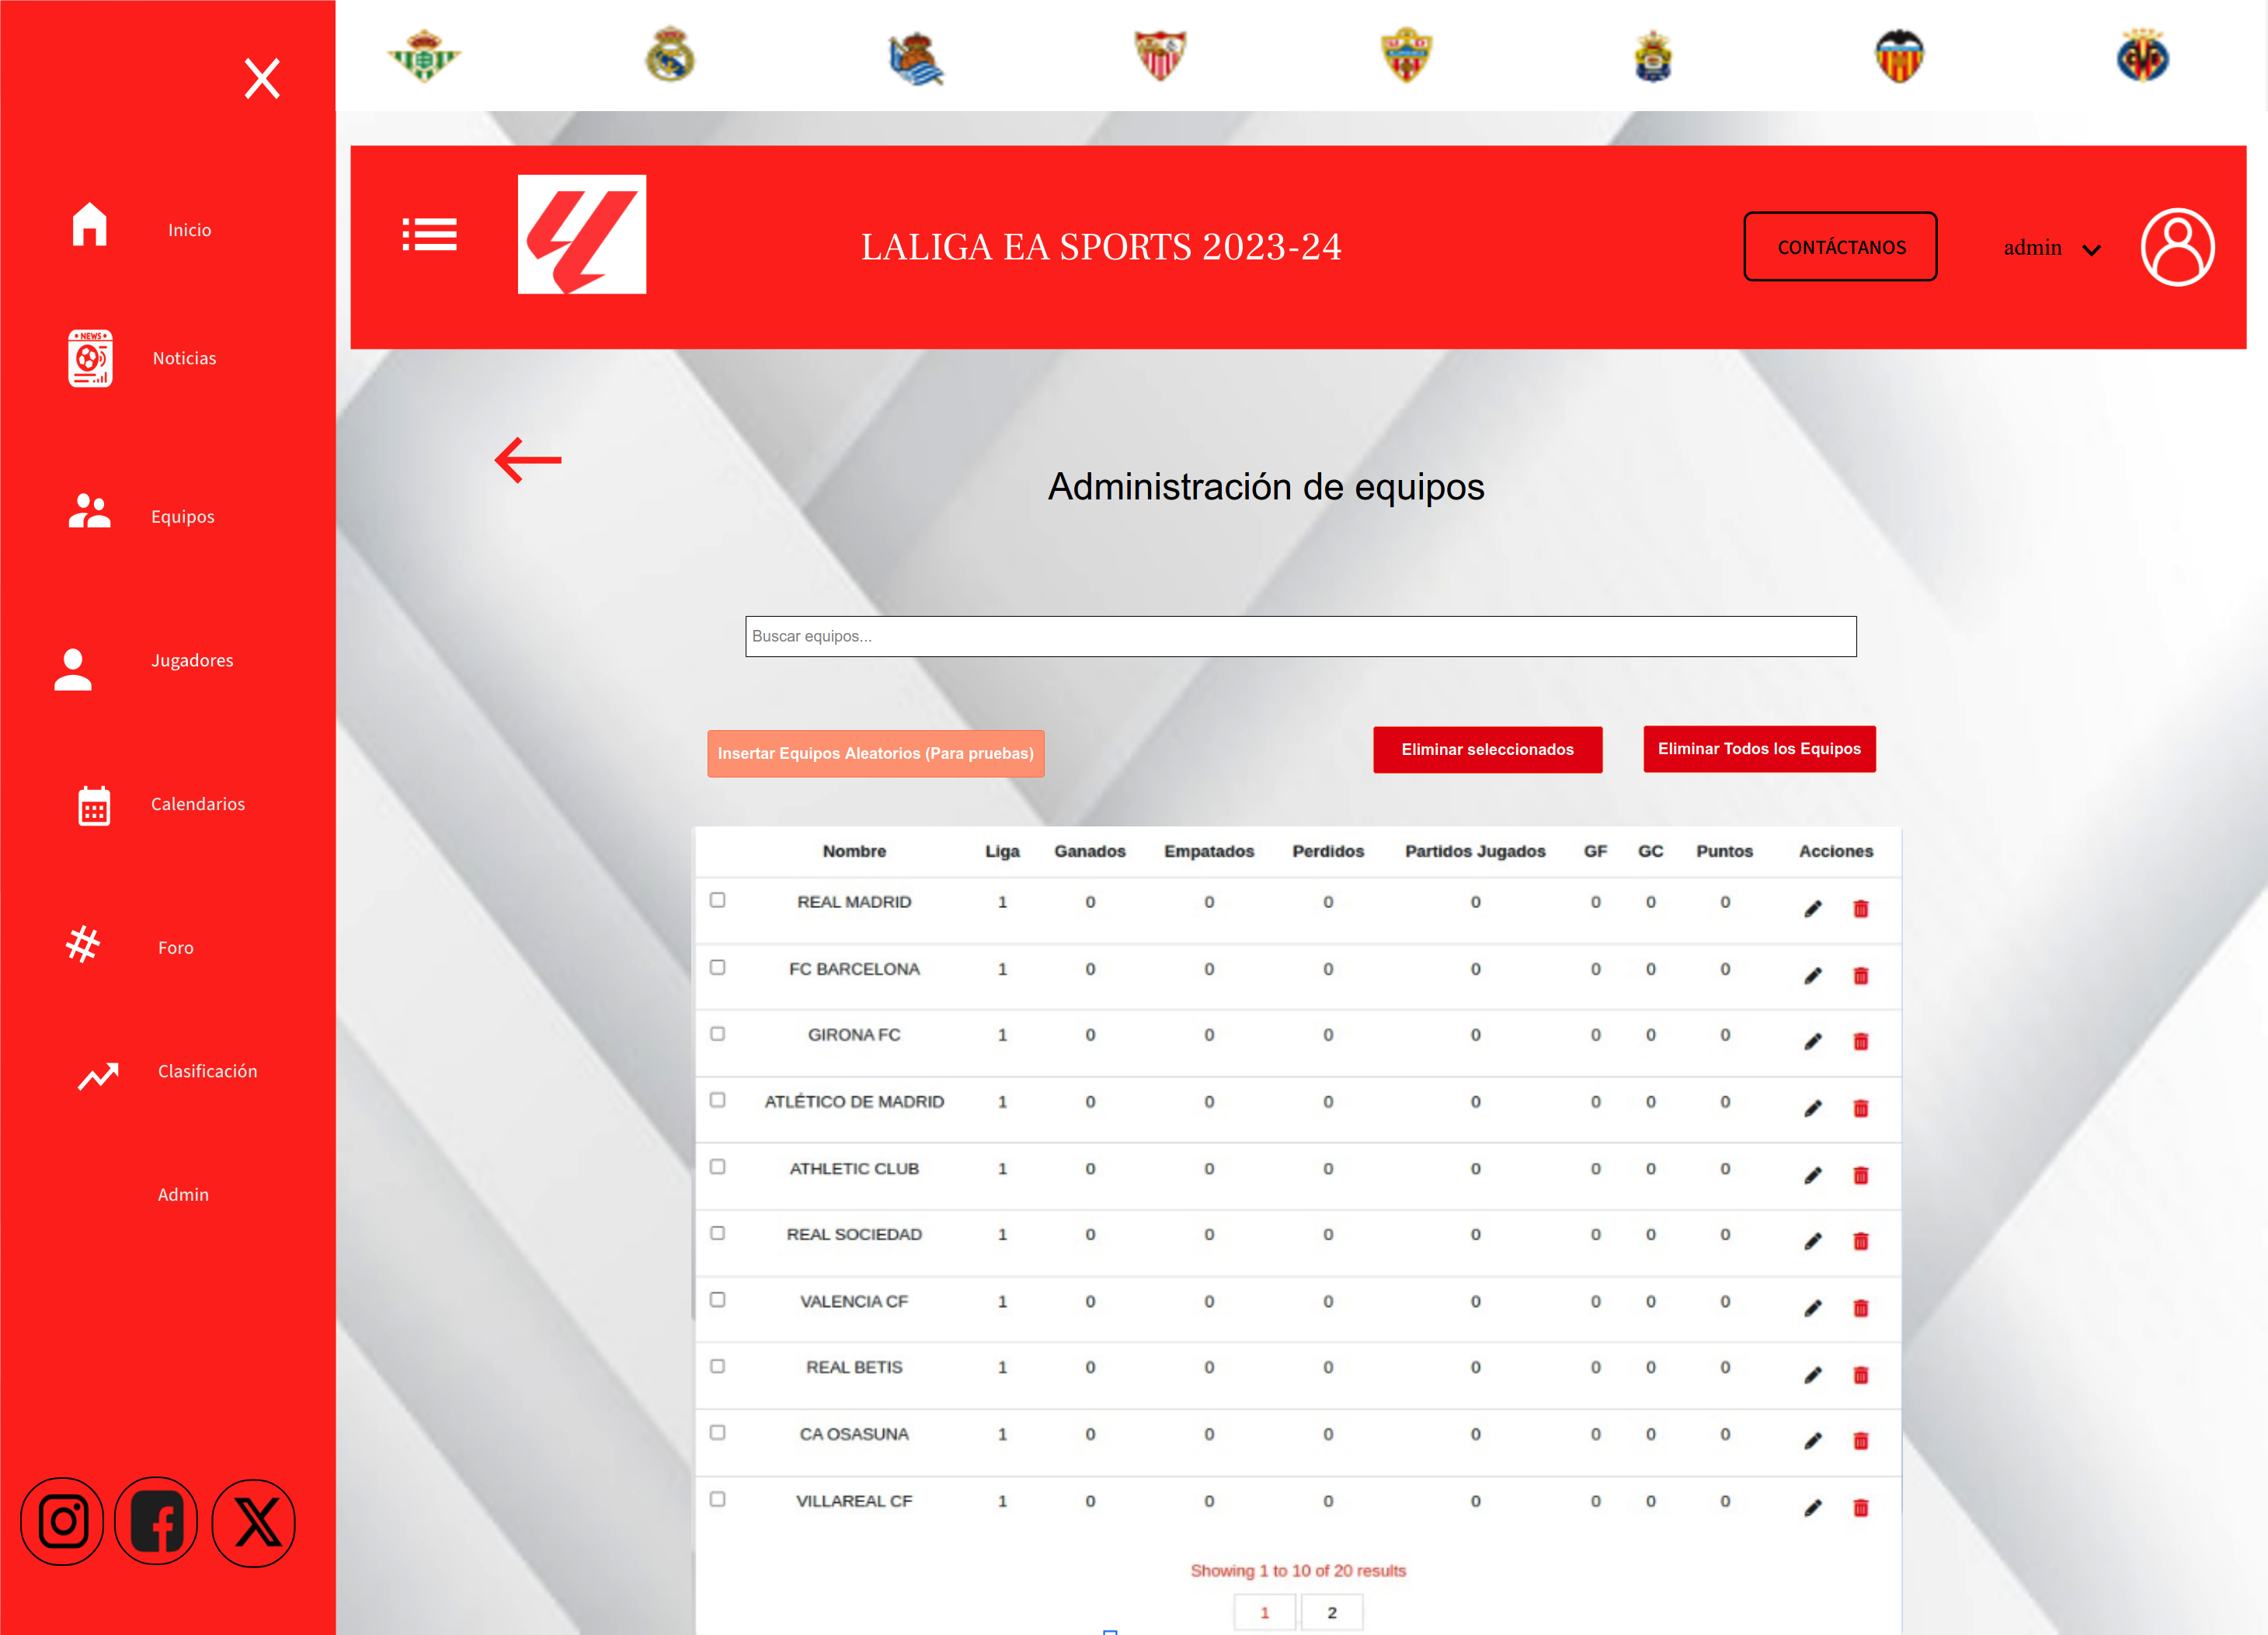 LALIGA EA SPORTS 2023-24
CONTÁCTANOS
admin
Inicio
NEWS
Noticias
Equipos
Jugadores
Calendarios
Foro
Clasificación
Admin
Administración de equipos
Buscar equipos...
Insertar Equipos Aleatorios (Para pruebas)
Eliminar seleccionados
Eliminar Todos los Equipos
Nombre Liga Ganados Empatados Perdidos Partidos Jugados GF GC Puntos Acciones
REAL MADRID 1 0 0 0 0 0 0 0
FC BARCELONA 1 0 0 0 0 0 0 0
GIRONA FC 1 0 0 0 0 0 0 0
ATLÉTICO DE MADRID 1 0 0 0 0 0 0 0
ATHLETIC CLUB 1 0 0 0 0 0 0 0
REAL SOCIEDAD 1 0 0 0 0 0 0 0
VALENCIA CF 1 0 0 0 0 0 0 0
REAL BETIS 1 0 0 0 0 0 0 0
CA OSASUNA 1 0 0 0 0 0 0 0
VILLAREAL CF 1 0 0 0 0 0 0 0
Showing 1 to 10 of 20 results
1 2